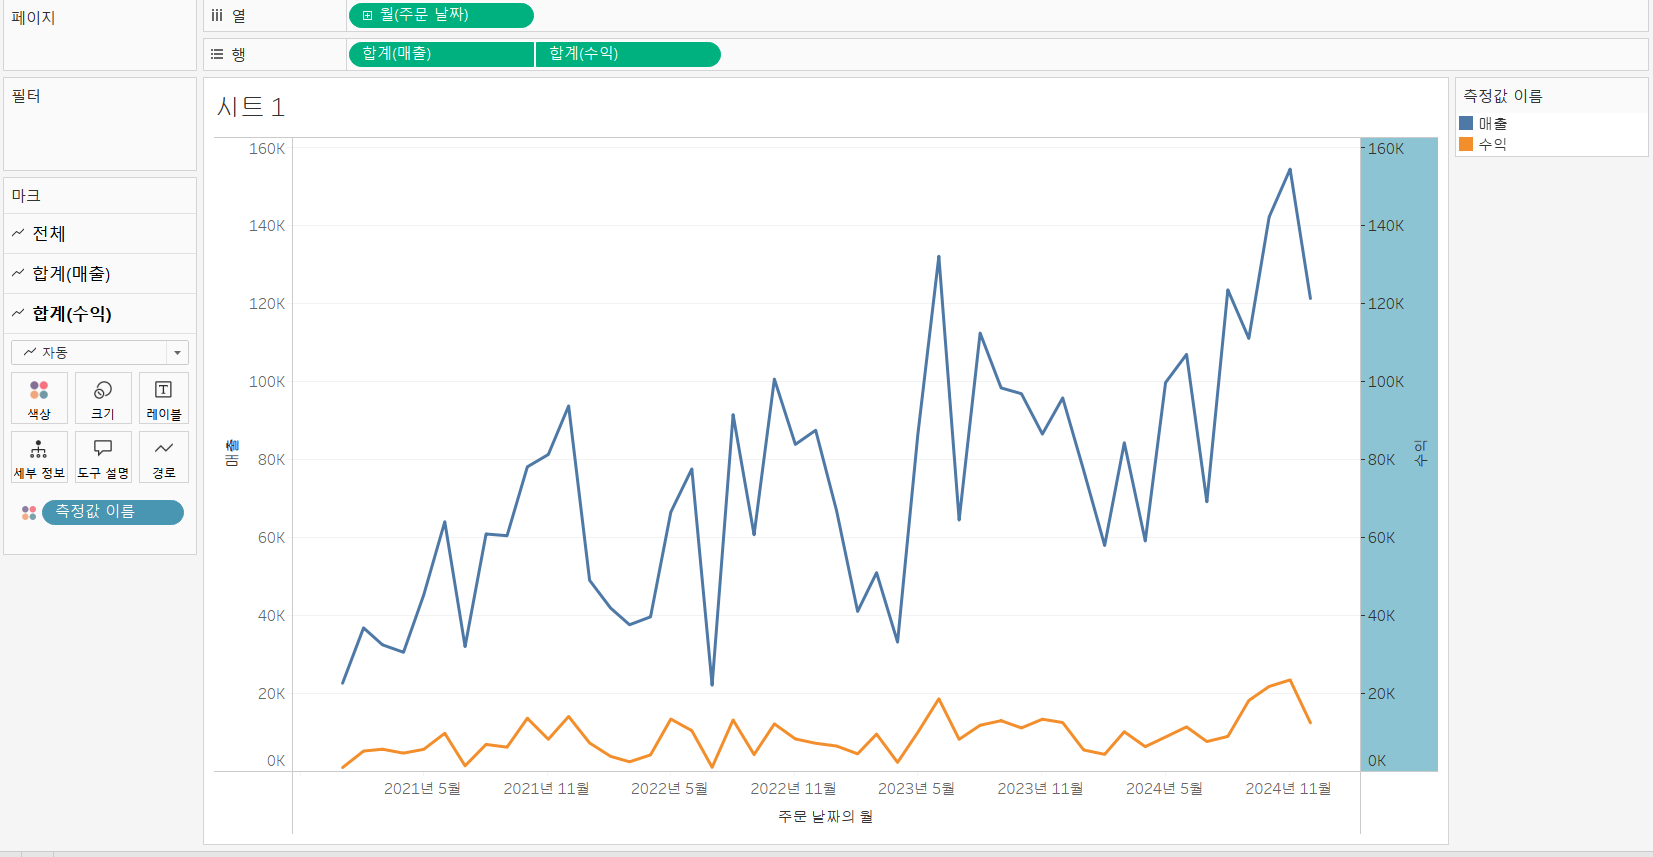 페이지
열
월(주문 날짜)
행
합계(매출)
합계(수익)
필터
마크
전체
합계(매출)
합계(수익)
자동
색상
크기
레이블
세부 정보
도구 설명
경로
측정값 이름
시트 1
160K
140K
120K
100K
80K
60K
40K
20K
0K
매출
160K
140K
120K
100K
80K
60K
40K
20K
0K
수익
2021년 5월
2021년 11월
2022년 5월
2022년 11월
2023년 5월
2023년 11월
2024년 5월
2024년 11월
주문 날짜의 월
측정값 이름
매출
수익